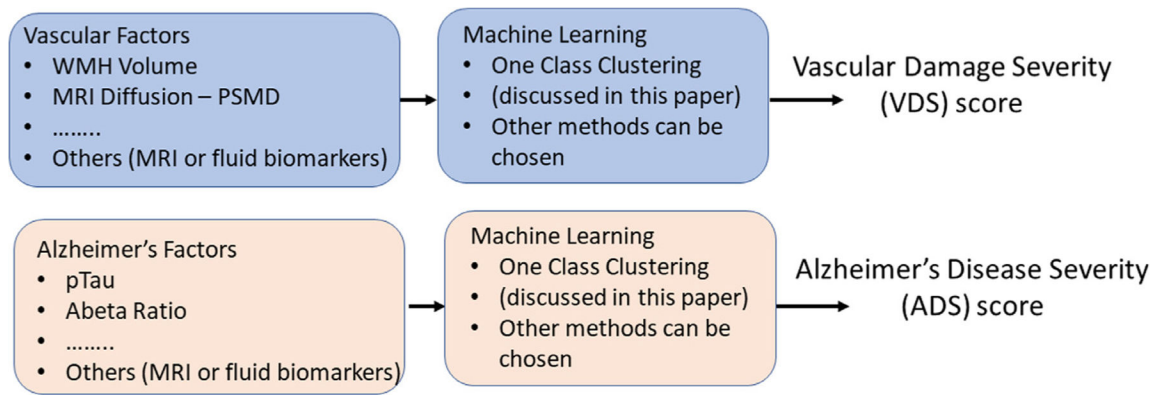 Vascular Factors
• WMH Volume
• MRI Diffusion – PSMD
• ……..
• Others (MRI or fluid biomarkers)
Machine Learning
• One Class Clustering
• (discussed in this paper)
• Other methods can be
chosen
Vascular Damage Severity
(VDS) score
Alzheimer’s Factors
• pTau
• Abeta Ratio
• ……..
• Others (MRI or fluid biomarkers)
Machine Learning
• One Class Clustering
• (discussed in this paper)
• Other methods can be
chosen
Alzheimer’s Disease Severity
(ADS) score